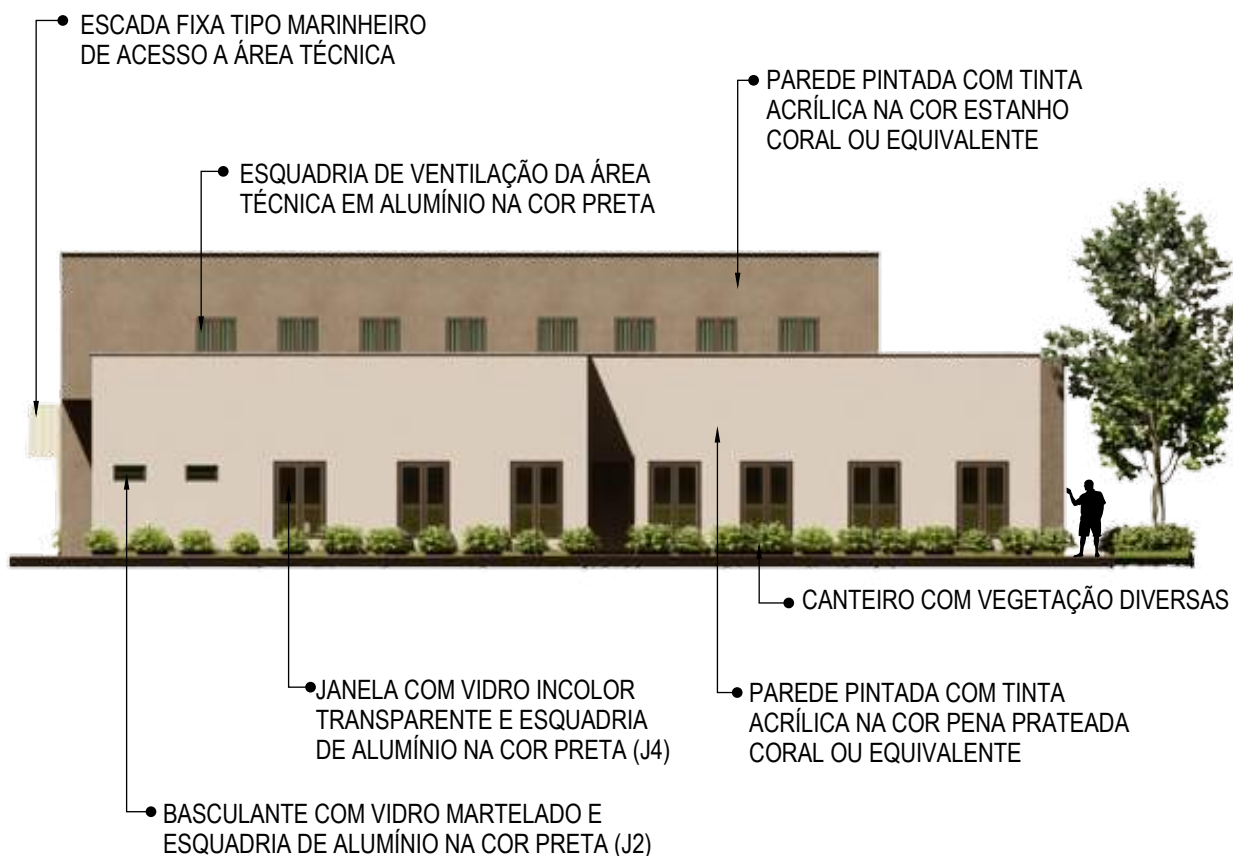 ESCADA FIXA TIPO MARINHEIRO
DE ACESSO A ÁREA TÉCNICA
PAREDE PINTADA COM TINTA
ACRÍLICA NA COR ESTANHO
CORAL OU EQUIVALENTE
ESQUADRIA DE VENTILAÇÃO DA ÁREA
TÉCNICA EM ALUMÍNIO NA COR PRETA
CANTEIRO COM VEGETAÇÃO DIVERSAS
JANELA COM VIDRO INCOLOR
TRANSPARENTE E ESQUADRIA
DE ALUMÍNIO NA COR PRETA (J4)
PAREDE PINTADA COM TINTA
ACRÍLICA NA COR PENA PRATEADA
CORAL OU EQUIVALENTE
BASCULANTE COM VIDRO MARTELADO E
ESQUADRIA DE ALUMÍNIO NA COR PRETA (J2)